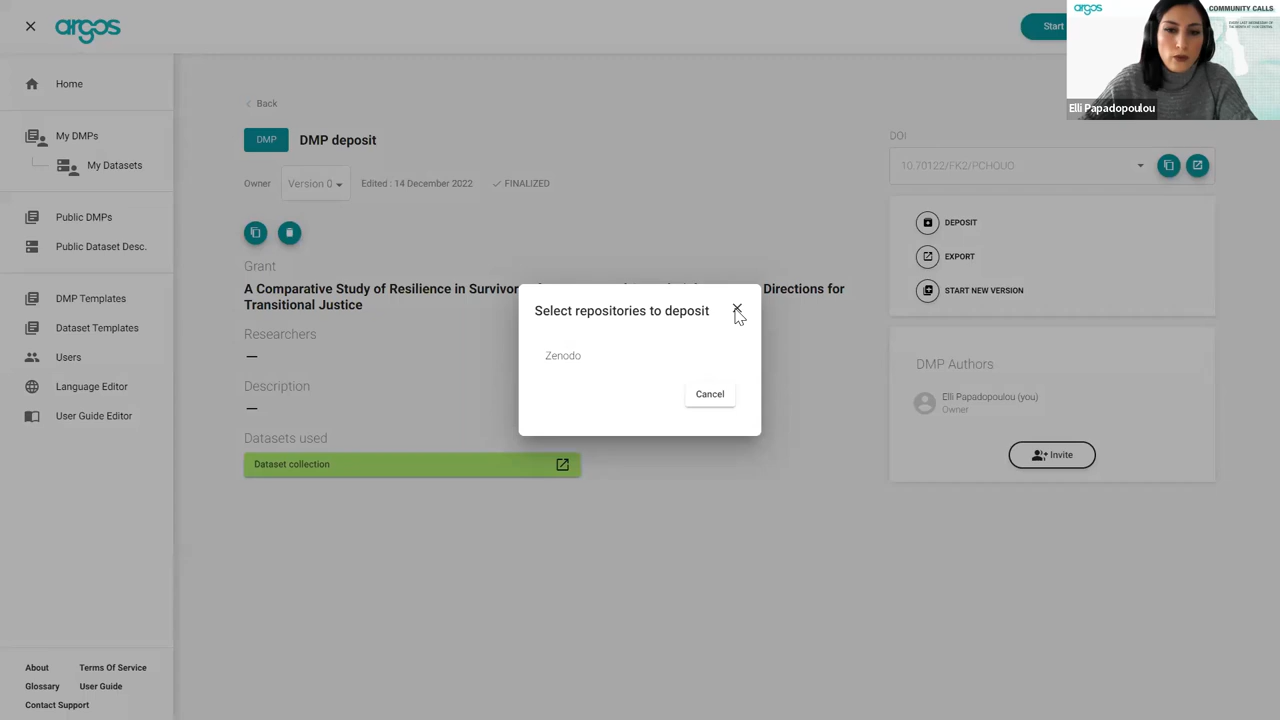 argos
Start
argos
COMMUNITY CALLS
Elli Papadopoulou
Home
My DMPs
My Datasets
Public DMPs
Public Dataset Desc.
DMP Templates
Dataset Templates
Users
Language Editor
User Guide Editor
About
Terms Of Service
Glossary
User Guide
Contact Support
Back
DMP
DMP deposit
Owner
Version 0
Edited : 14 December 2022
FINALIZED
Grant
A Comparative Study of Resilience in Survivor
Directions for
Transitional Justice
Researchers
—
Description
—
Datasets used
Dataset collection
Select repositories to deposit
Zenodo
Cancel
DOI
10.70122/FK2/PCHOUD
DEPOSIT
EXPORT
START NEW VERSION
DMP Authors
Elli Papadopoulou (you)
Owner
Invite